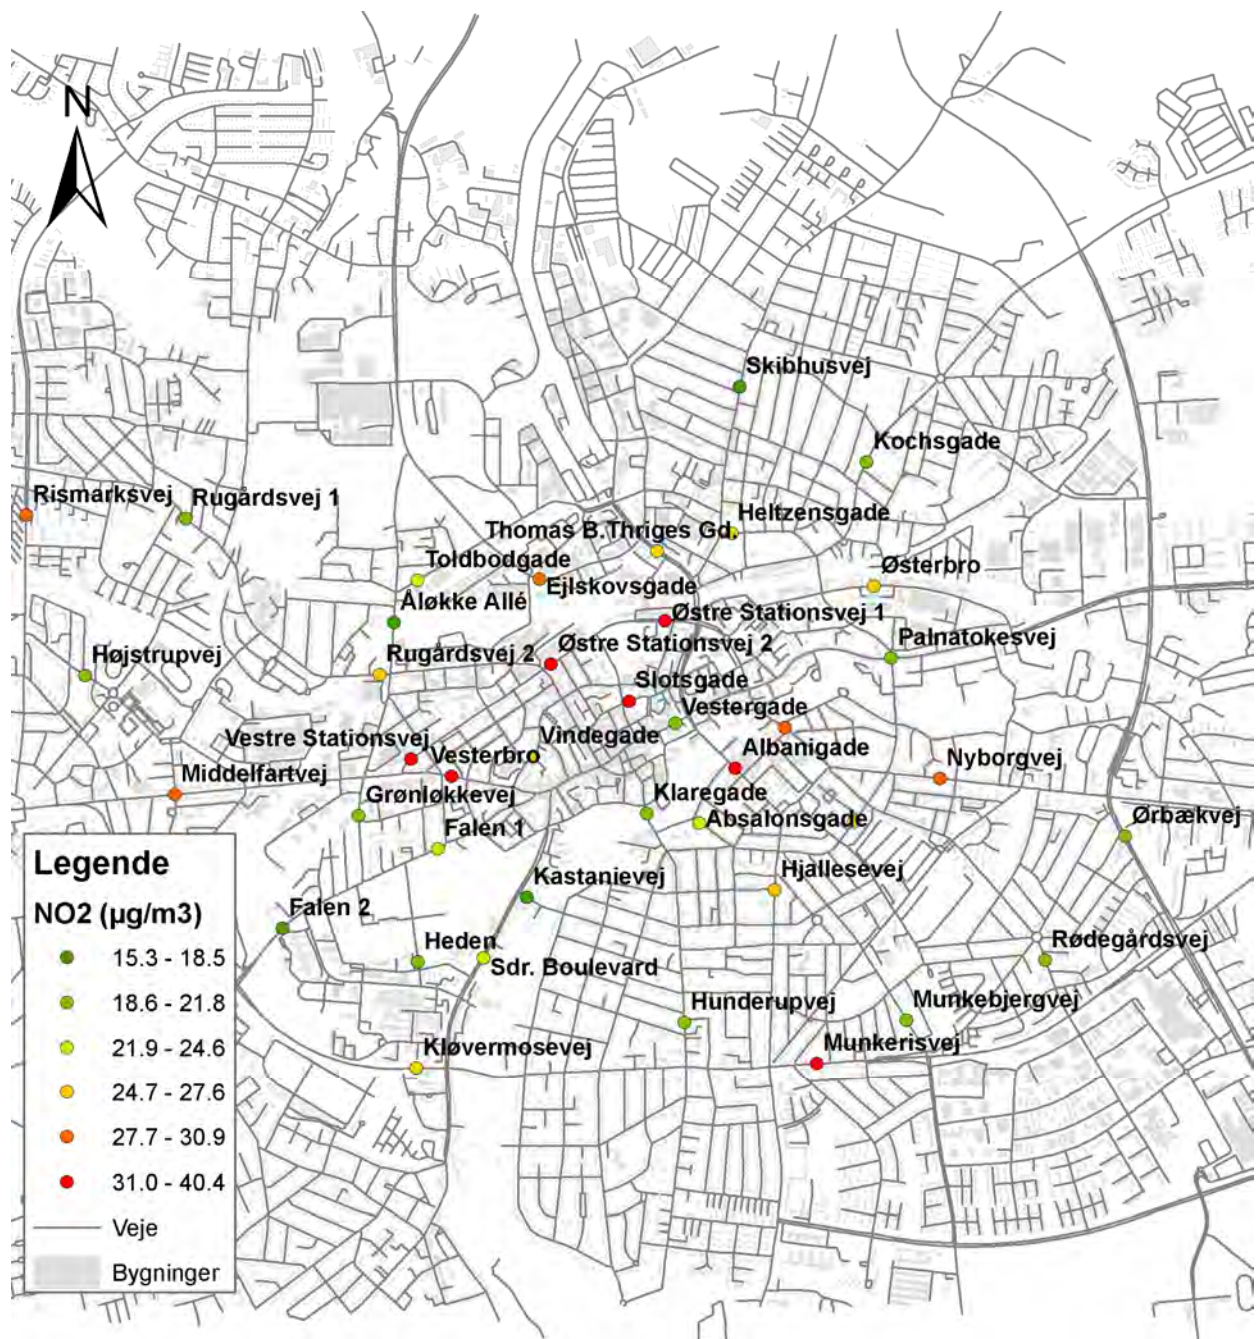 N
Skibhusvej
Kochsgade
Rismarksvej
Rugårdsvej 1
Heltzensgade
Thomas B.Thriges Gd.
Toldbodgade
Østerbro
Ejlskovsgade
Åløkke Allé
Østre Stationsvej 1
Palnatokesvej
Østre Stationsvej 2
Højstrupvej
Rugårdsvej 2
Slotsgade
Vestergade
Vindegade
Vestre Stationsvej
Albanigade
Vesterbro
Nyborgvej
Middelfartvej
Grønløkkevej
Klaregade
Absalonsgade
Ørbækvej
Falen 1
Hjallesevej
Kastanievej
Falen 2
Heden
Rødegårdsvej
Sdr. Boulevard
Hunderupvej
Munkebjergvej
Kløvermosevej
Munkerisvej
Legende
NO2 (µg/m3)
15.3 - 18.5
18.6 - 21.8
21.9 - 24.6
24.7 - 27.6
27.7 - 30.9
31.0 - 40.4
Veje
Bygninger